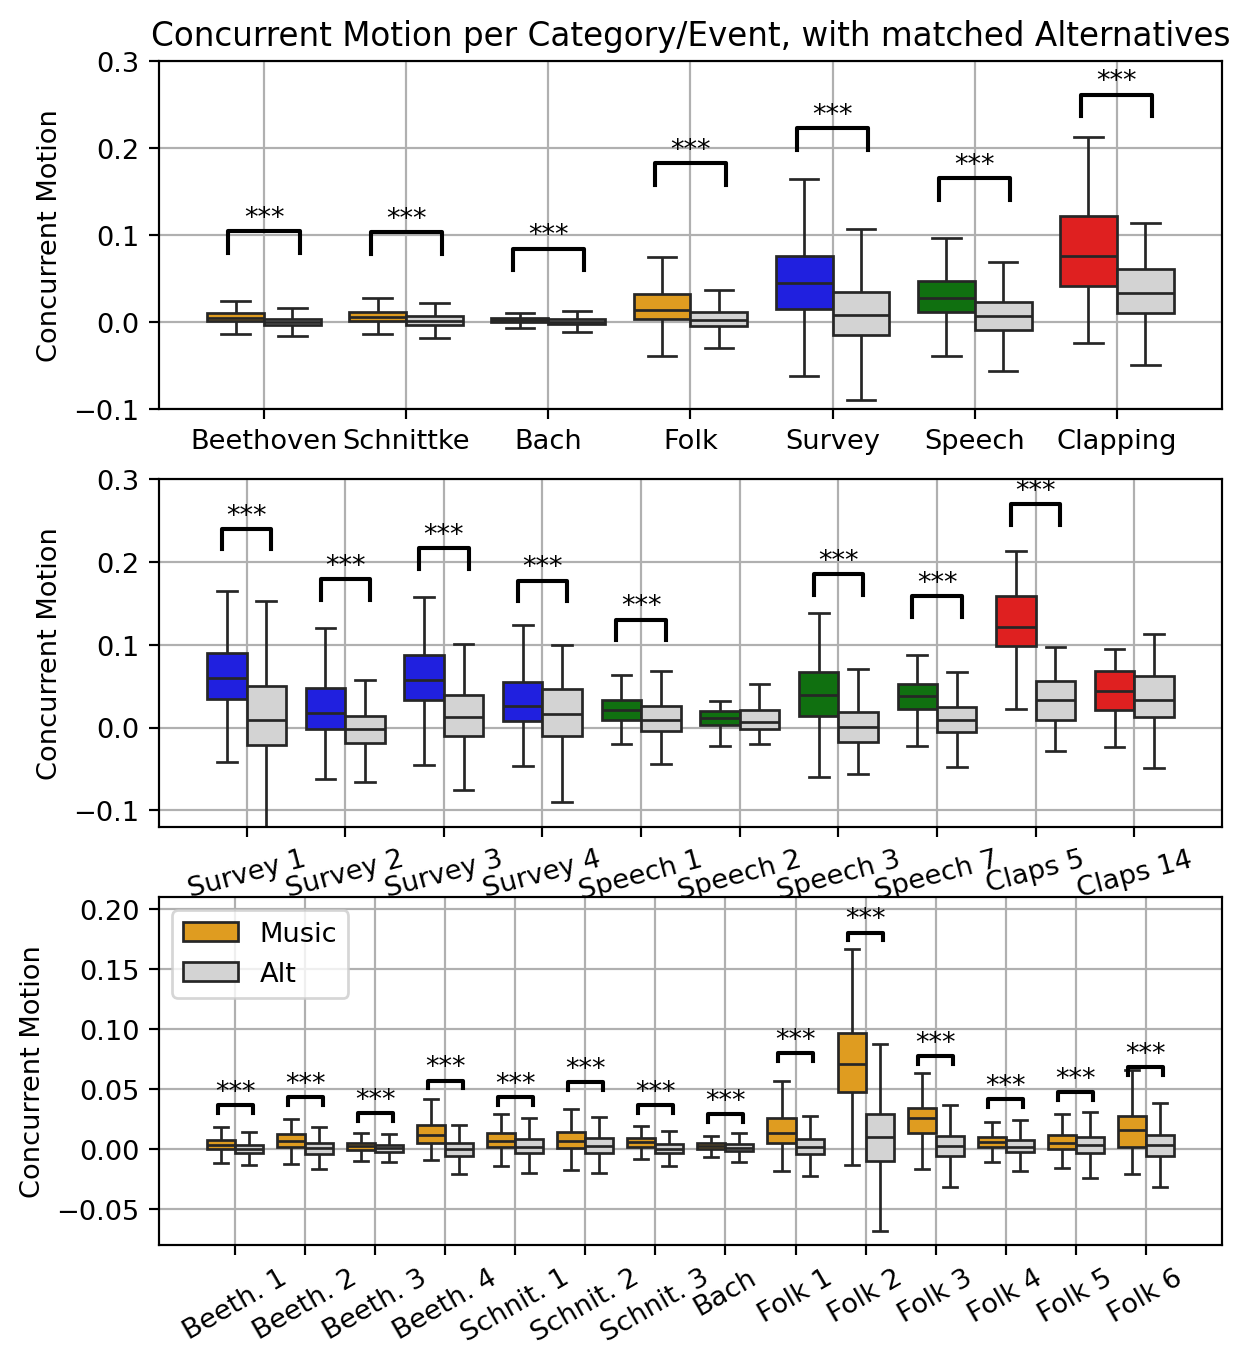 Concurrent Motion per Category/Event, with matched Alternatives
Concurrent Motion
0.3
0.2
0.1
0.0
−0.1
*** *** *** *** *** *** ***
Beethoven Schnittke Bach Folk Survey Speech Clapping
Concurrent Motion
0.3
0.2
0.1
0.0
−0.1
*** *** *** *** *** *** *** ***
Survey 1 Survey 2 Survey 3 Survey 4 Speech 1 Speech 2 Speech 3 Speech 7 Claps 5 Claps 14
Concurrent Motion
0.20
0.15
0.10
0.05
0.00
−0.05
Music
Alt
*** *** *** *** *** *** *** *** *** *** *** *** *** ***
Beeth. 1 Beeth. 2 Beeth. 3 Beeth. 4 Schnit. 1 Schnit. 2 Schnit. 3 Bach Folk 1 Folk 2 Folk 3 Folk 4 Folk 5 Folk 6